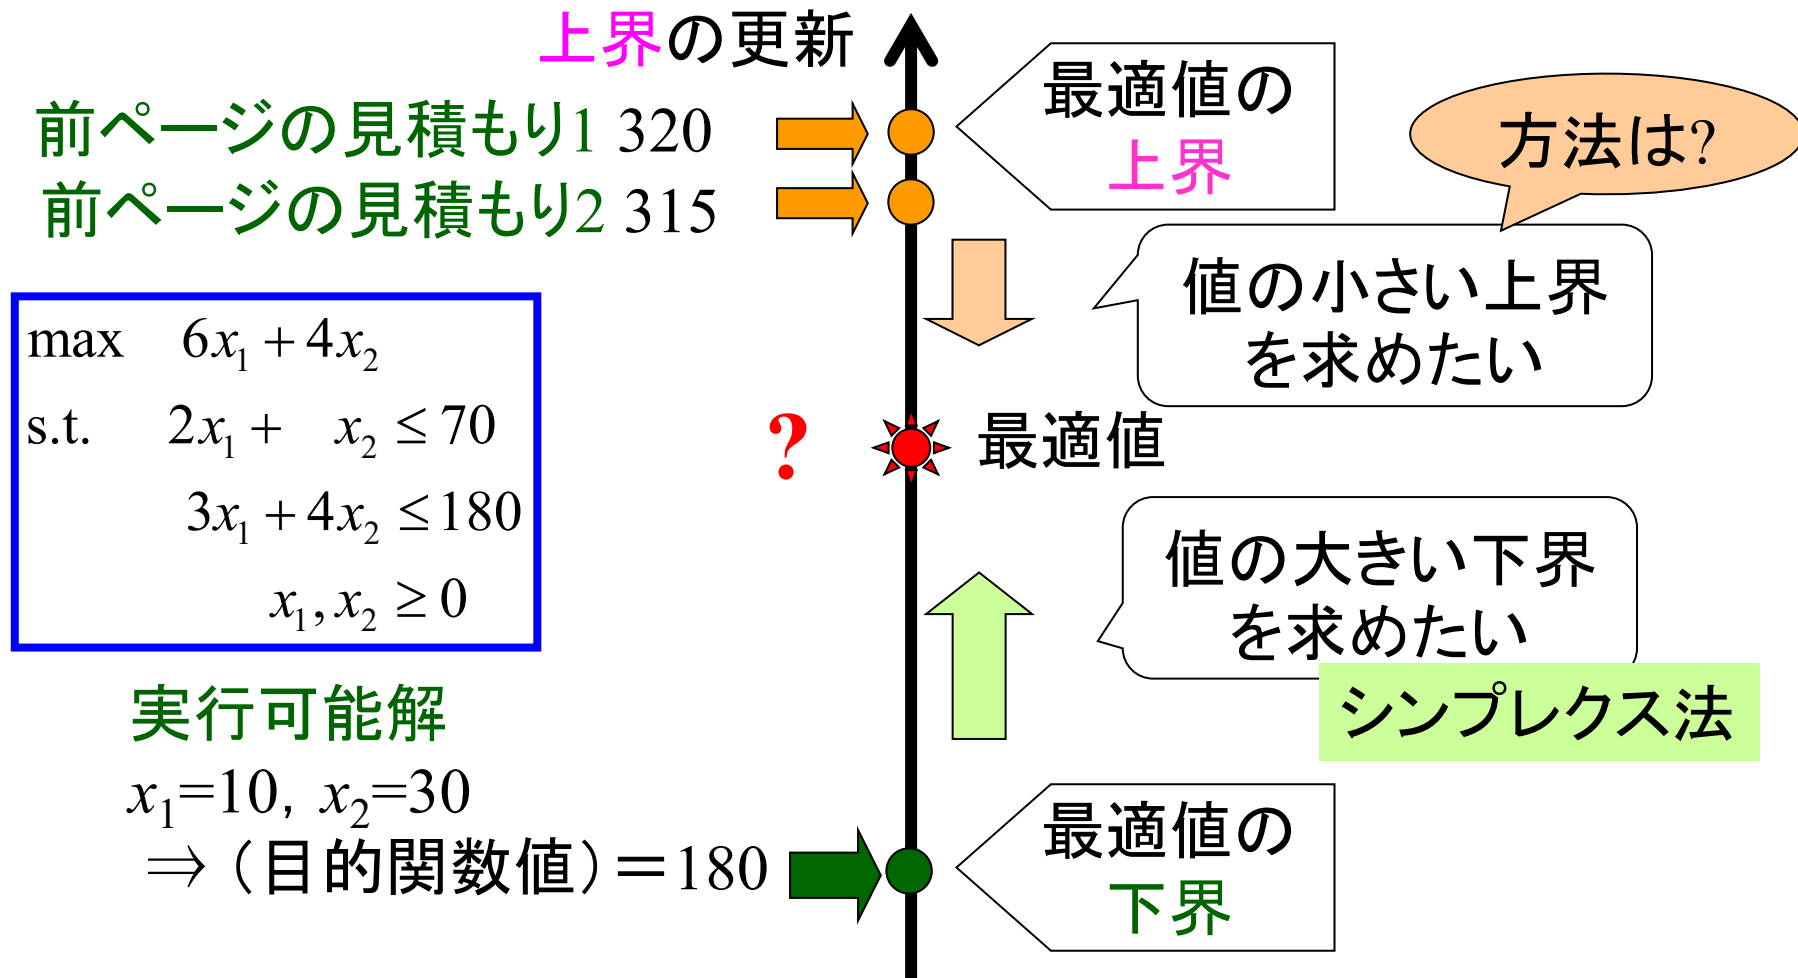 上界の更新
前ページの見積もり1 320
前ページの見積もり2 315
最適値の
上界
方法は?
値の小さい上界
を求めたい
max 6x₁ + 4x₂
s.t. 2x₁ + x₂ ≤ 70
3x₁ + 4x₂ ≤ 180
x₁, x₂ ≥ 0
?
最適値
値の大きい下界
を求めたい
シンプレクス法
実行可能解
x₁=10, x₂=30
⇒（目的関数値）＝180
最適値の
下界